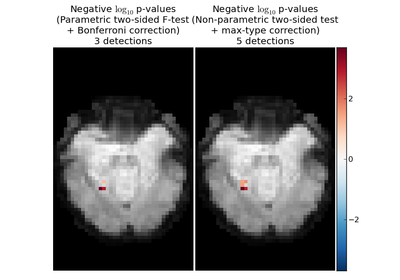 Negative log10 p-values
(Parametric two-sided F-test
+ Bonferroni correction)
3 detections
Negative log10 p-values
(Non-parametric two-sided test
+ max-type correction)
5 detections
2
0
−2